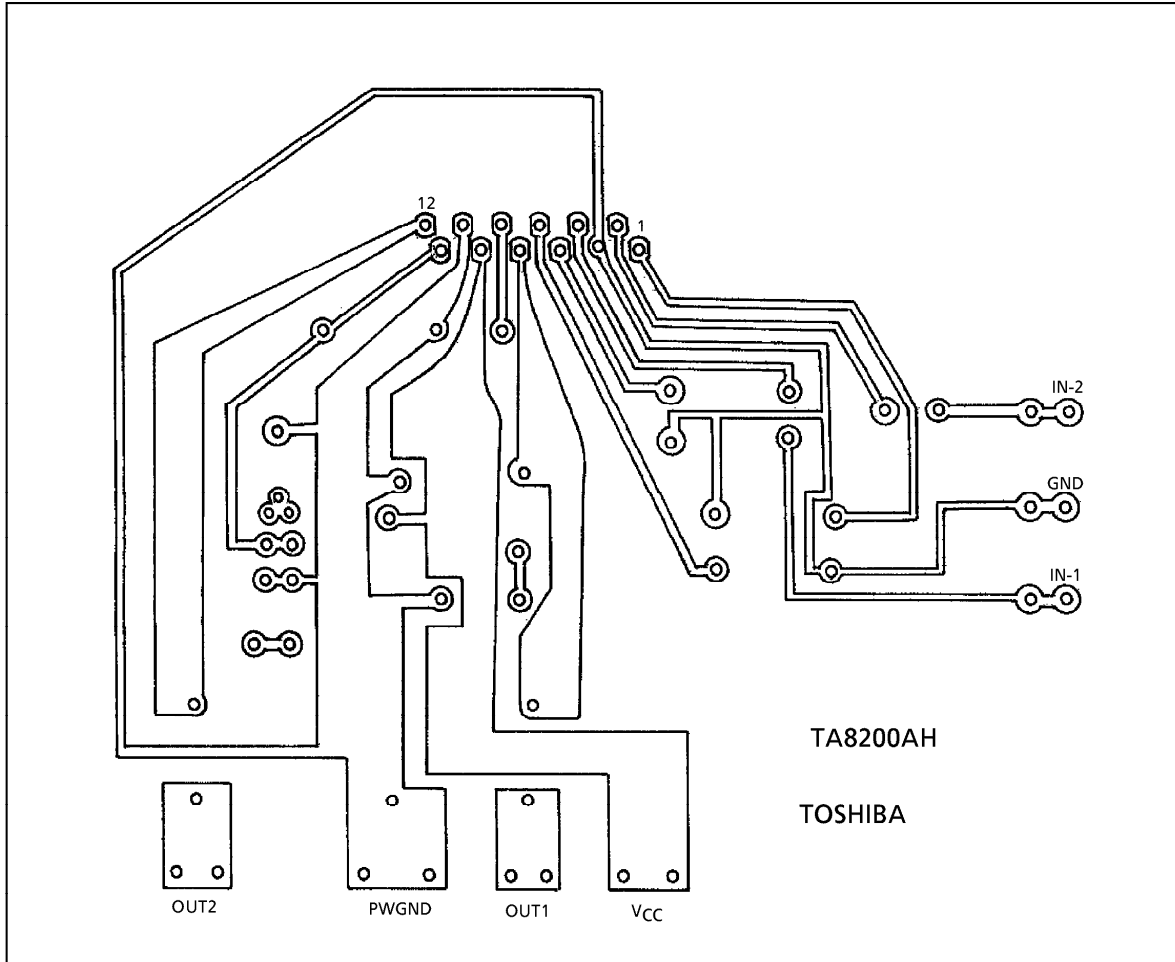 12
1
IN-2
GND
IN-1
TA8200AH
TOSHIBA
OUT2
PWGND
OUT1
VCC